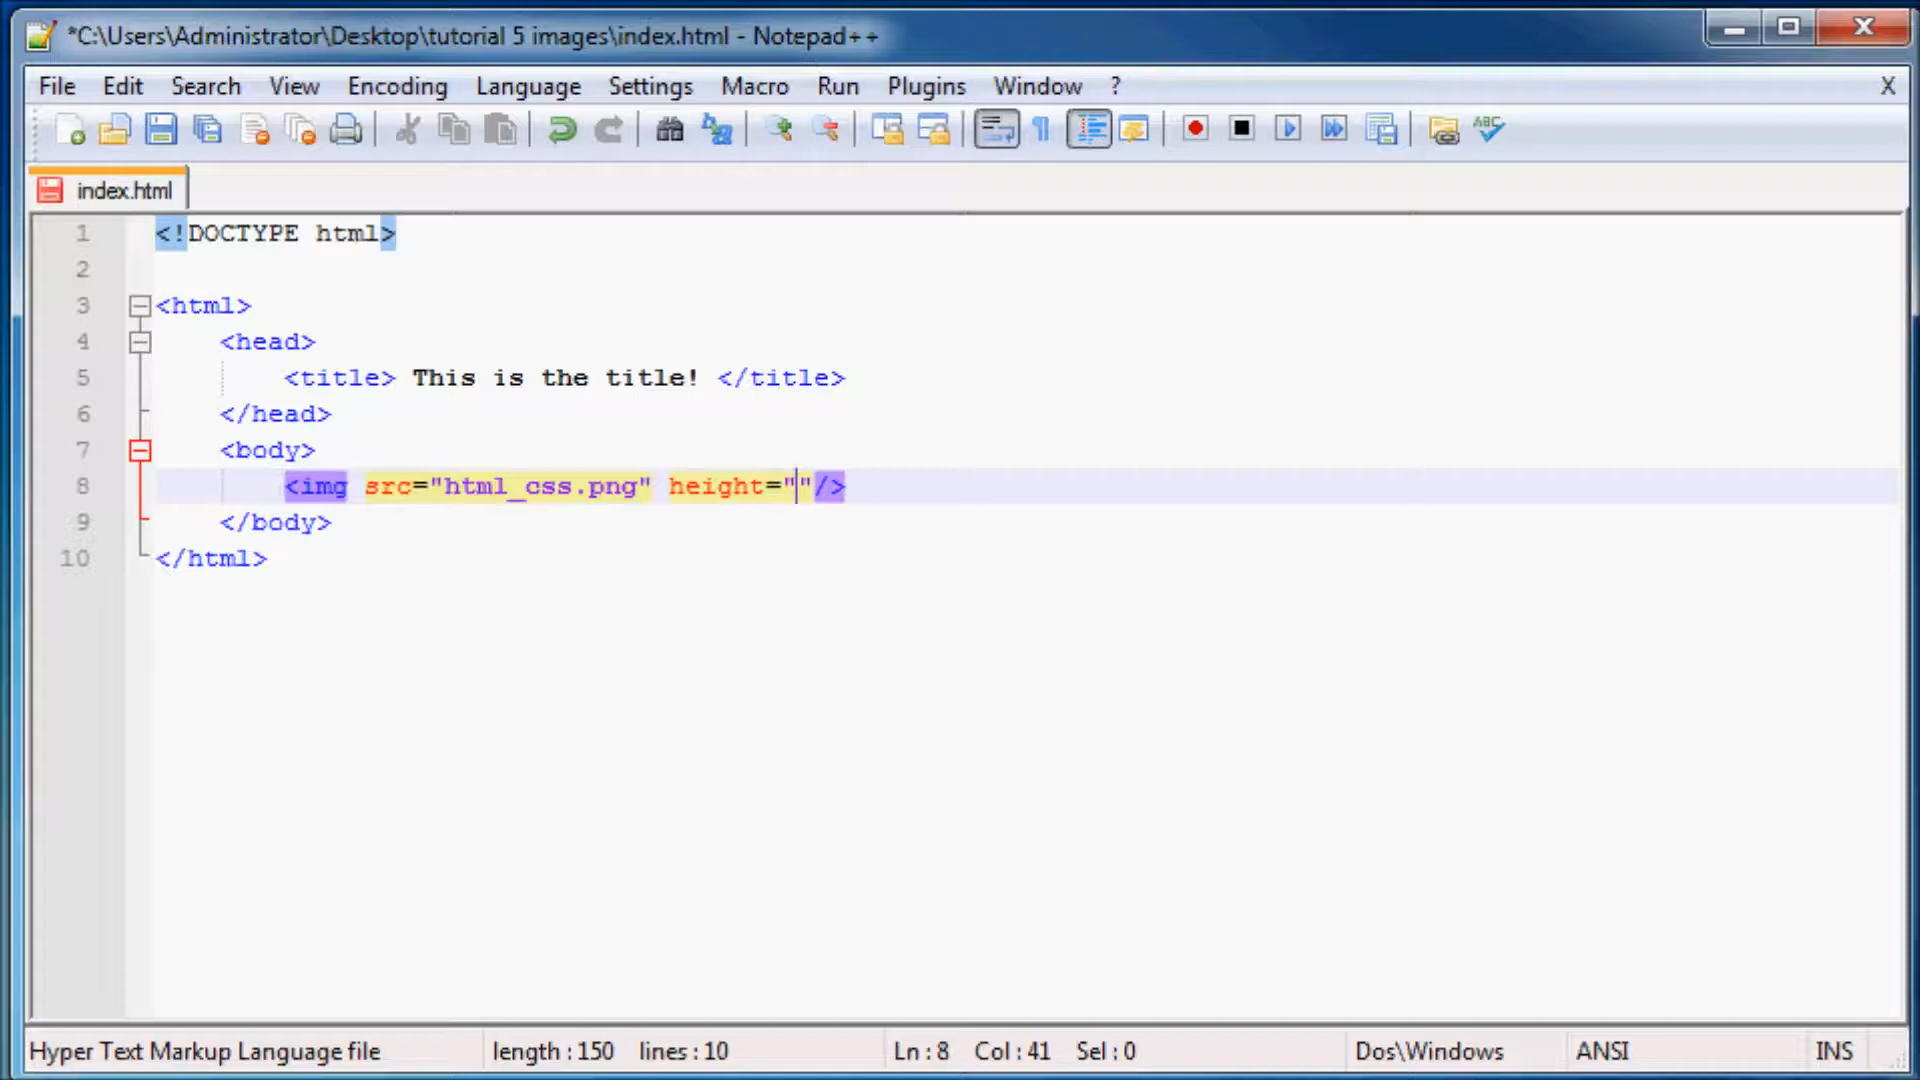 *C:\Users\Administrator\Desktop\tutorial 5 images\index.html - Notepad++
File Edit Search View Encoding Language Settings Macro Run Plugins Window ? X
ABC
index.html
1 <!DOCTYPE html>
2
3 <html>
4 <head>
5 <title> This is the title! </title>
6 </head>
7 <body>
8 <img src="html_css.png" height=""/>
9 </body>
10 </html>
Hyper Text Markup Language file length : 150 lines : 10 Ln : 8 Col : 41 Sel : 0 Dos\Windows ANSI INS